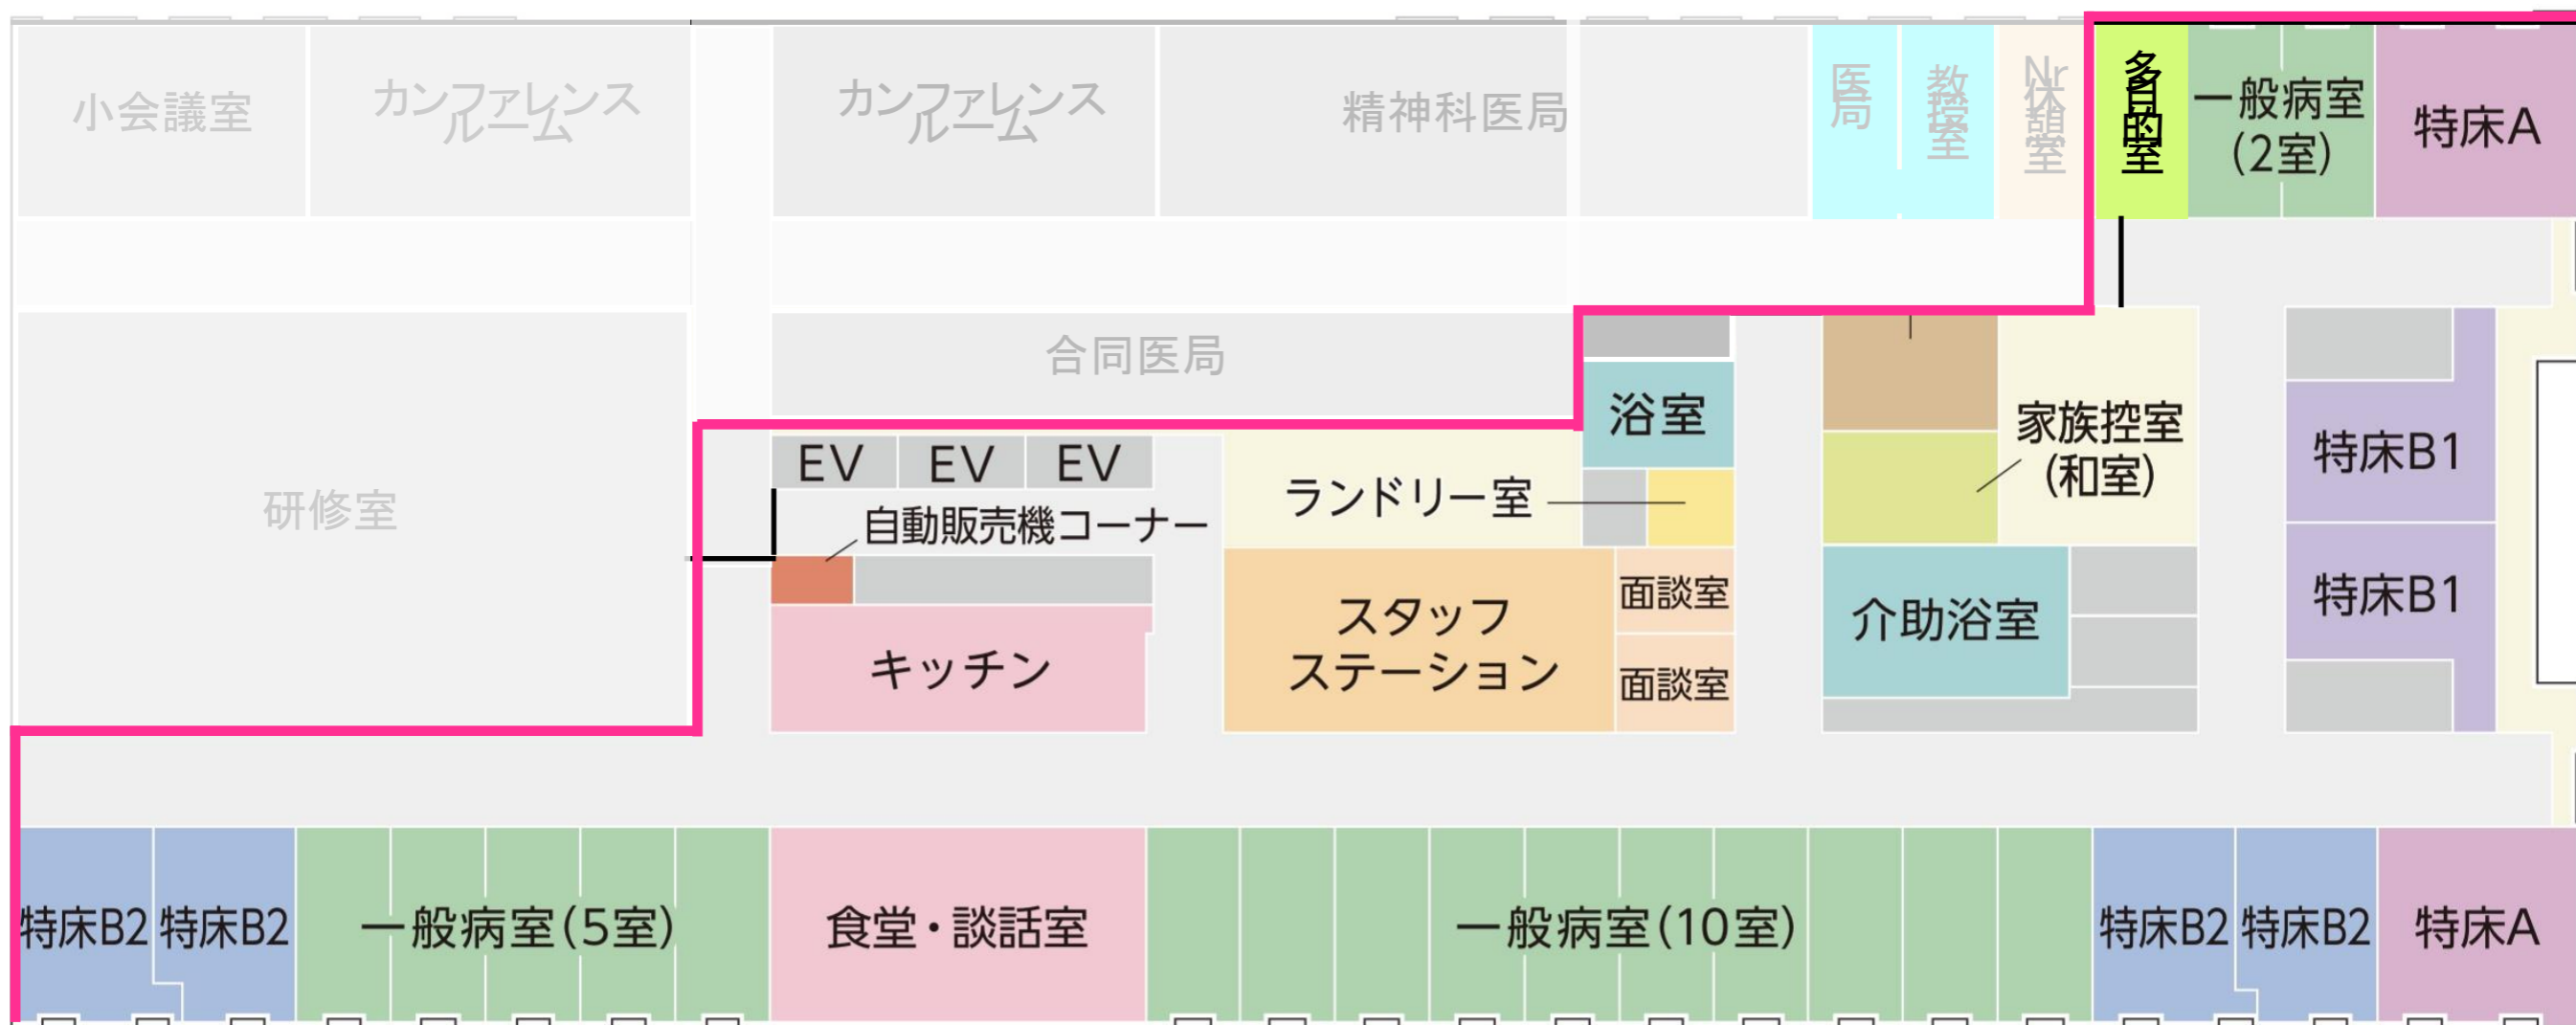 小会議室
カンファレンス
ルーム
カンファレンス
ルーム
精神科医局
医局
教授室
Nr休憩室
多目的室
一般病室
(2室)
特床A
合同医局
研修室
EV
EV
EV
自動販売機コーナー
キッチン
ランドリー室
浴室
スタッフ
ステーション
面談室
面談室
家族控室
(和室)
介助浴室
特床B1
特床B1
特床B2
特床B2
一般病室(5室)
食堂・談話室
一般病室(10室)
特床B2
特床B2
特床A